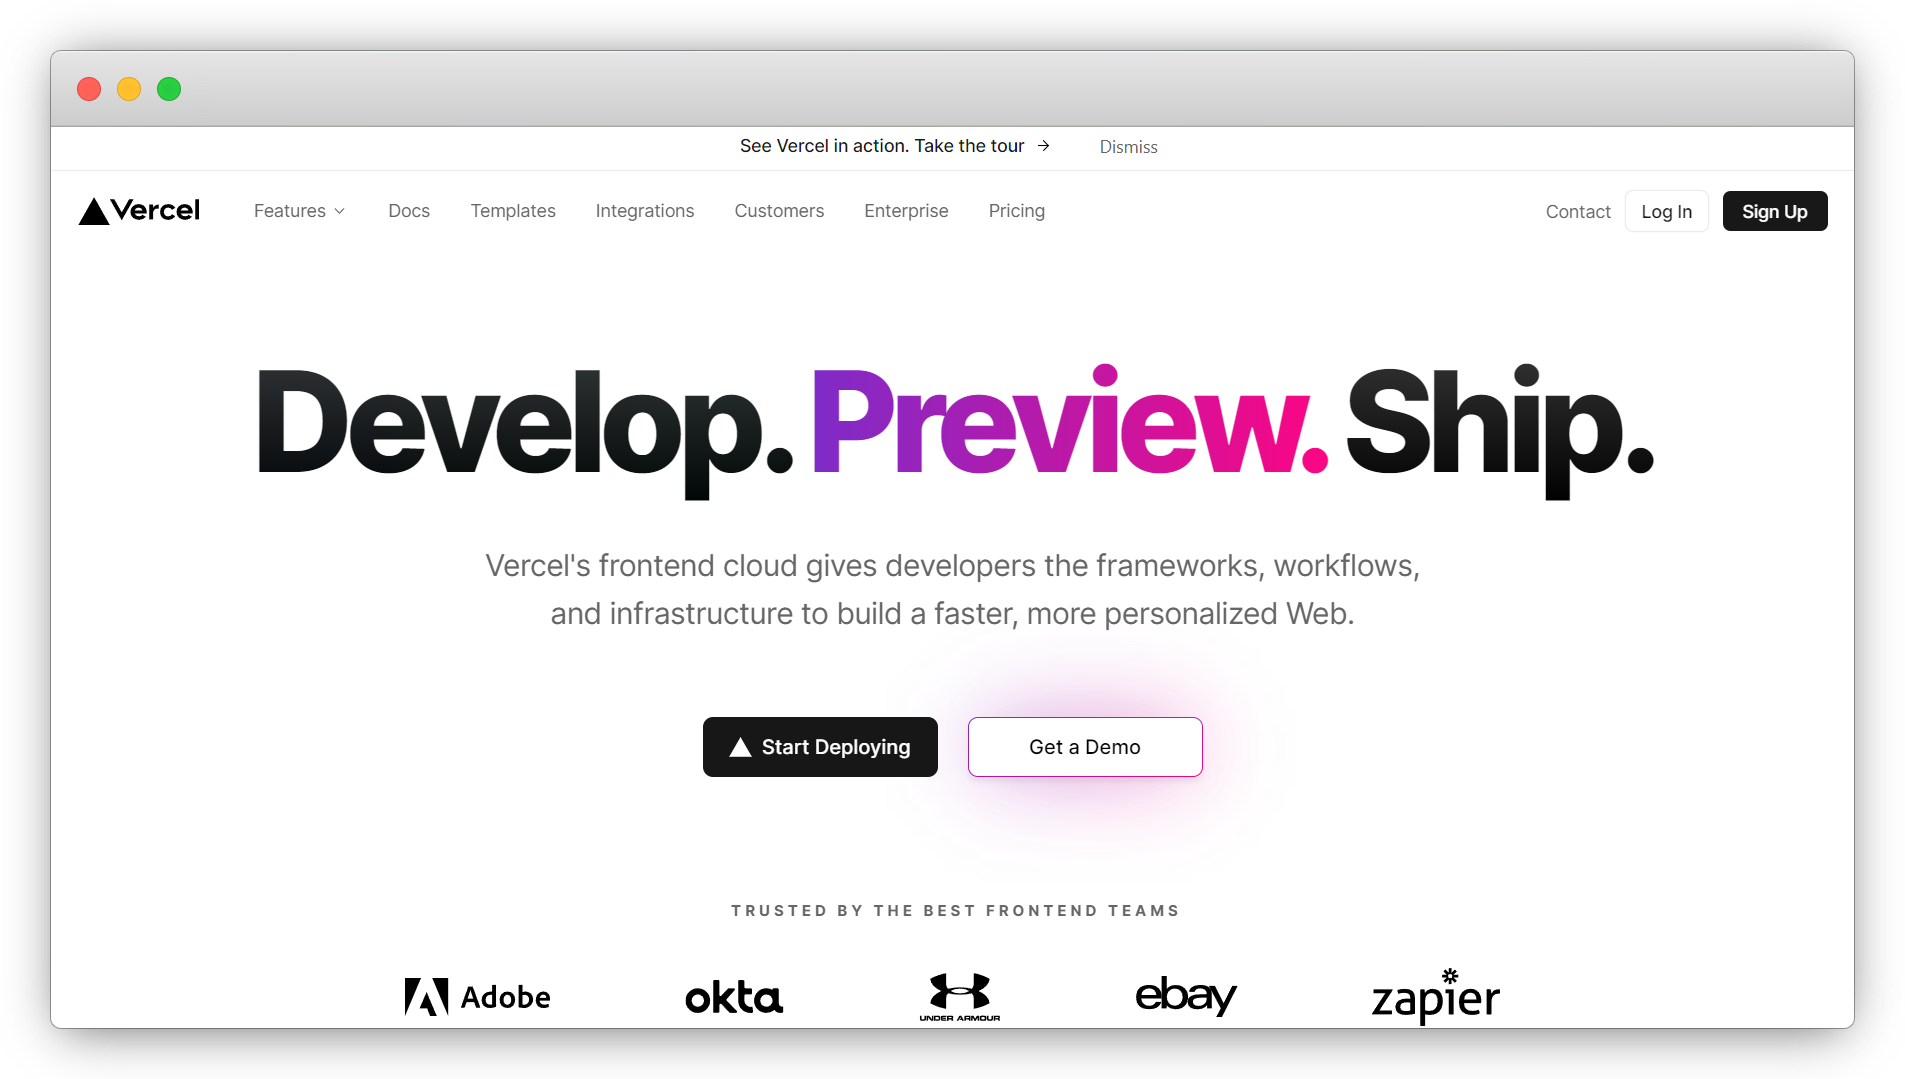 See Vercel in action. Take the tour → Dismiss
Vercel Features Docs Templates Integrations Customers Enterprise Pricing Contact Log In Sign Up
Develop. Preview. Ship.
Vercel's frontend cloud gives developers the frameworks, workflows,
and infrastructure to build a faster, more personalized Web.
Start Deploying Get a Demo
TRUSTED BY THE BEST FRONTEND TEAMS
Adobe okta UNDER ARMOUR ebay zapier